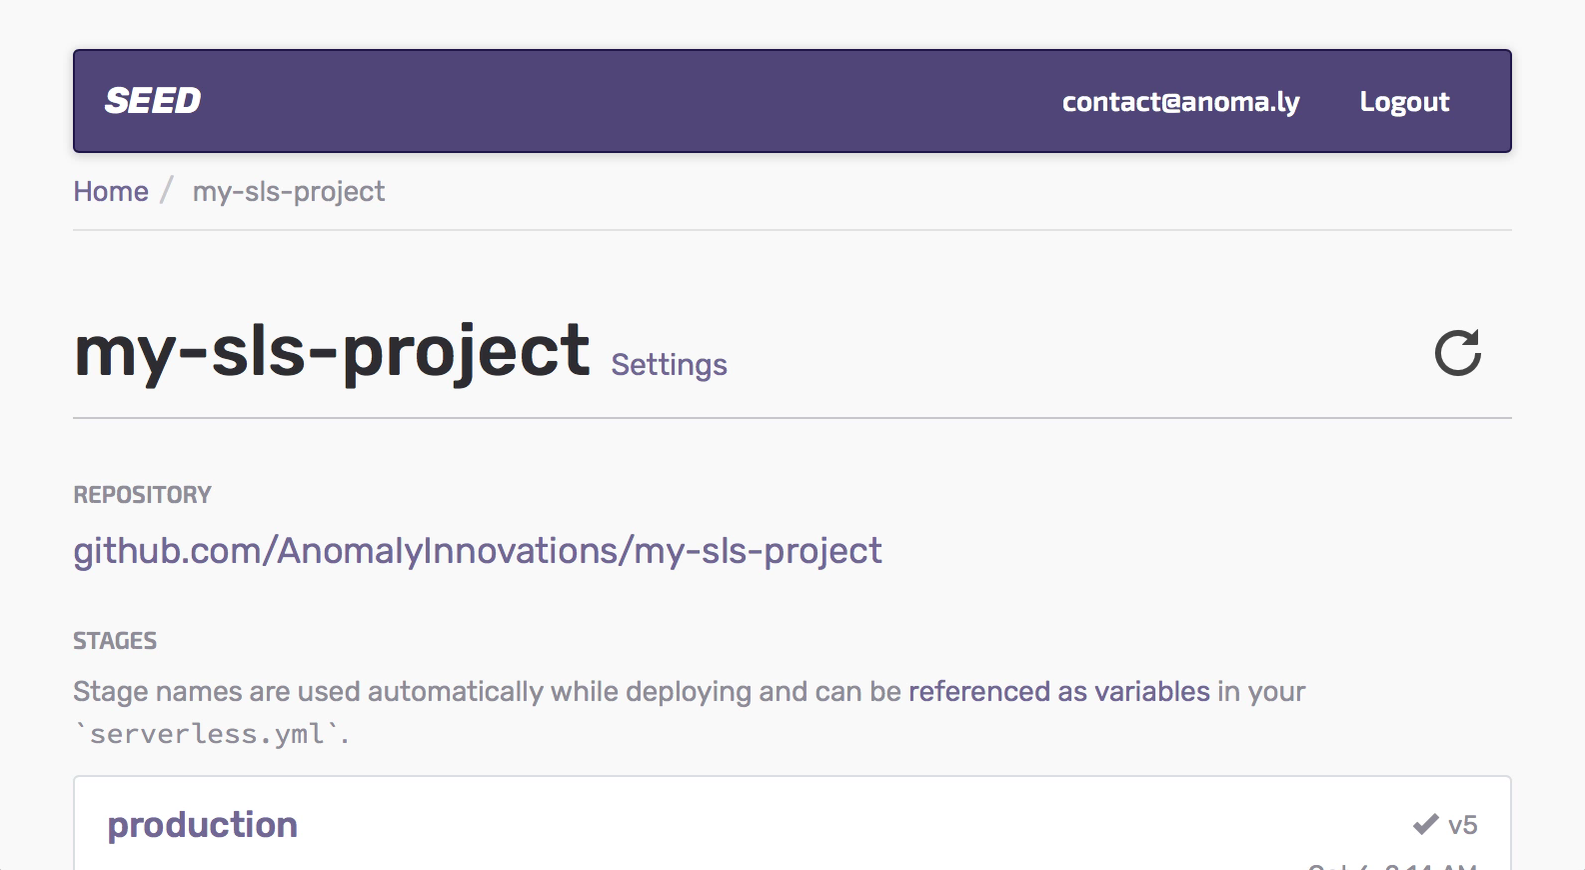 SEED
contact@anoma.ly
Logout
Home / my-sls-project
my-sls-project Settings
REPOSITORY
github.com/AnomalyInnovations/my-sls-project
STAGES
Stage names are used automatically while deploying and can be referenced as variables in your
`serverless.yml`.
production
v5